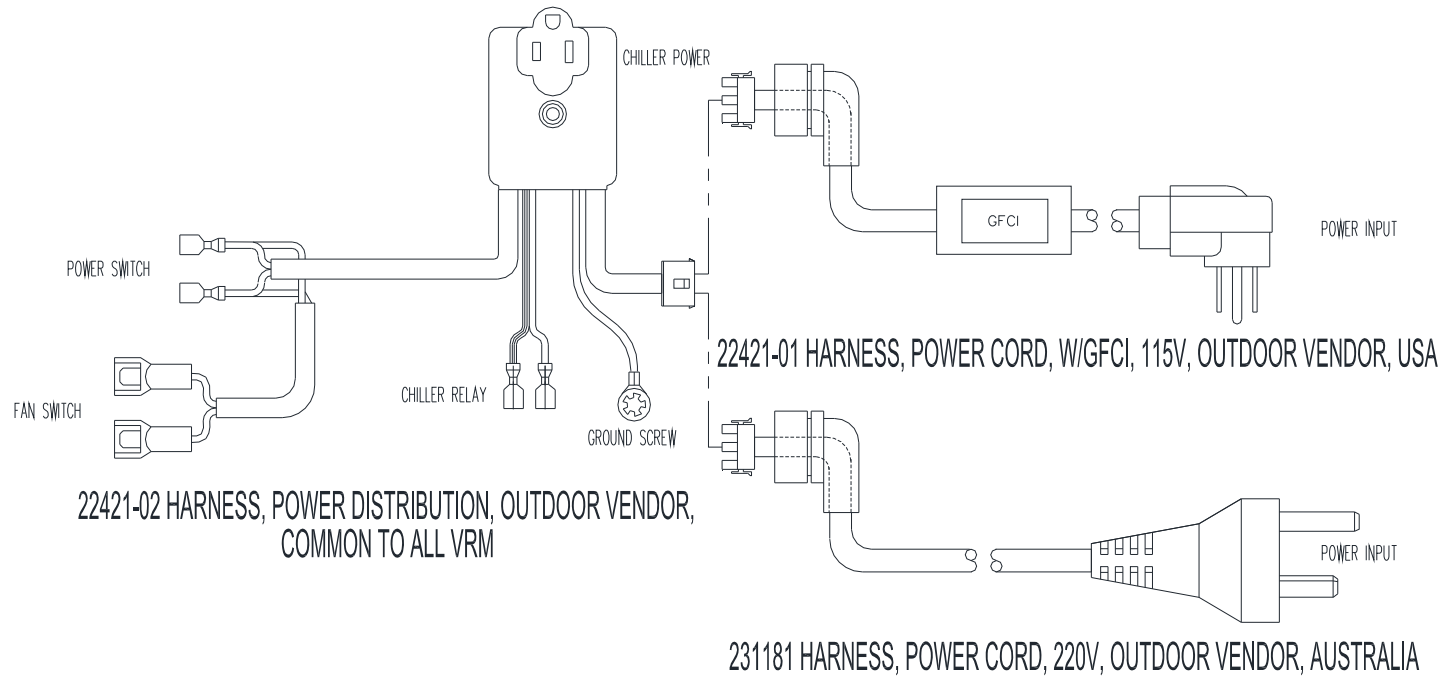 CHILLER POWER
GFCI
POWER INPUT
POWER SWITCH
22421-01 HARNESS, POWER CORD, W/GFCI, 115V, OUTDOOR VENDOR, USA
CHILLER RELAY
FAN SWITCH
GROUND SCREW
22421-02 HARNESS, POWER DISTRIBUTION, OUTDOOR VENDOR,
COMMON TO ALL VRM
POWER INPUT
231181 HARNESS, POWER CORD, 220V, OUTDOOR VENDOR, AUSTRALIA